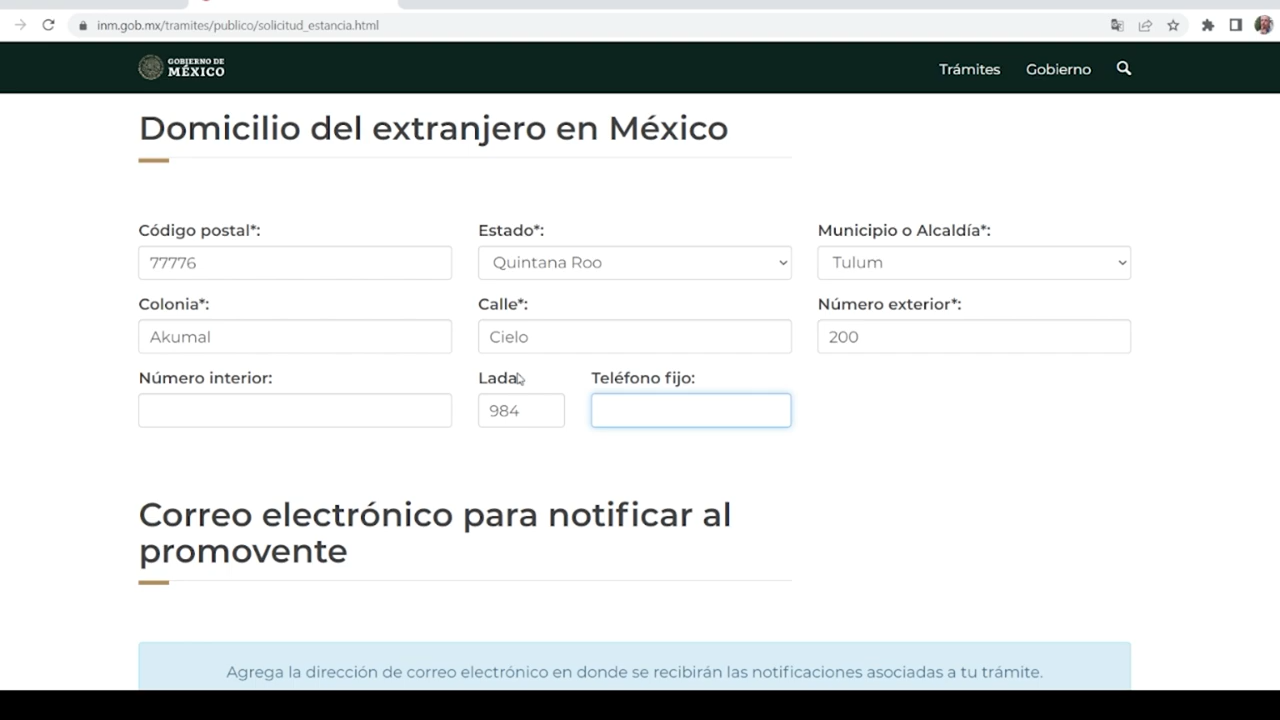 inm.gob.mx/tramites/publico/solicitud_estancia.html
GOBIERNO DE
MÉXICO
Trámites Gobierno
Domicilio del extranjero en México
Código postal*: Estado*: Municipio o Alcaldía*:
77776 Quintana Roo Tulum
Colonia*: Calle*: Número exterior*:
Akumal Cielo 200
Número interior: Lada: Teléfono fijo:
984
Correo electrónico para notificar al
promovente
Agrega la dirección de correo electrónico en donde se recibirán las notificaciones asociadas a tu trámite.